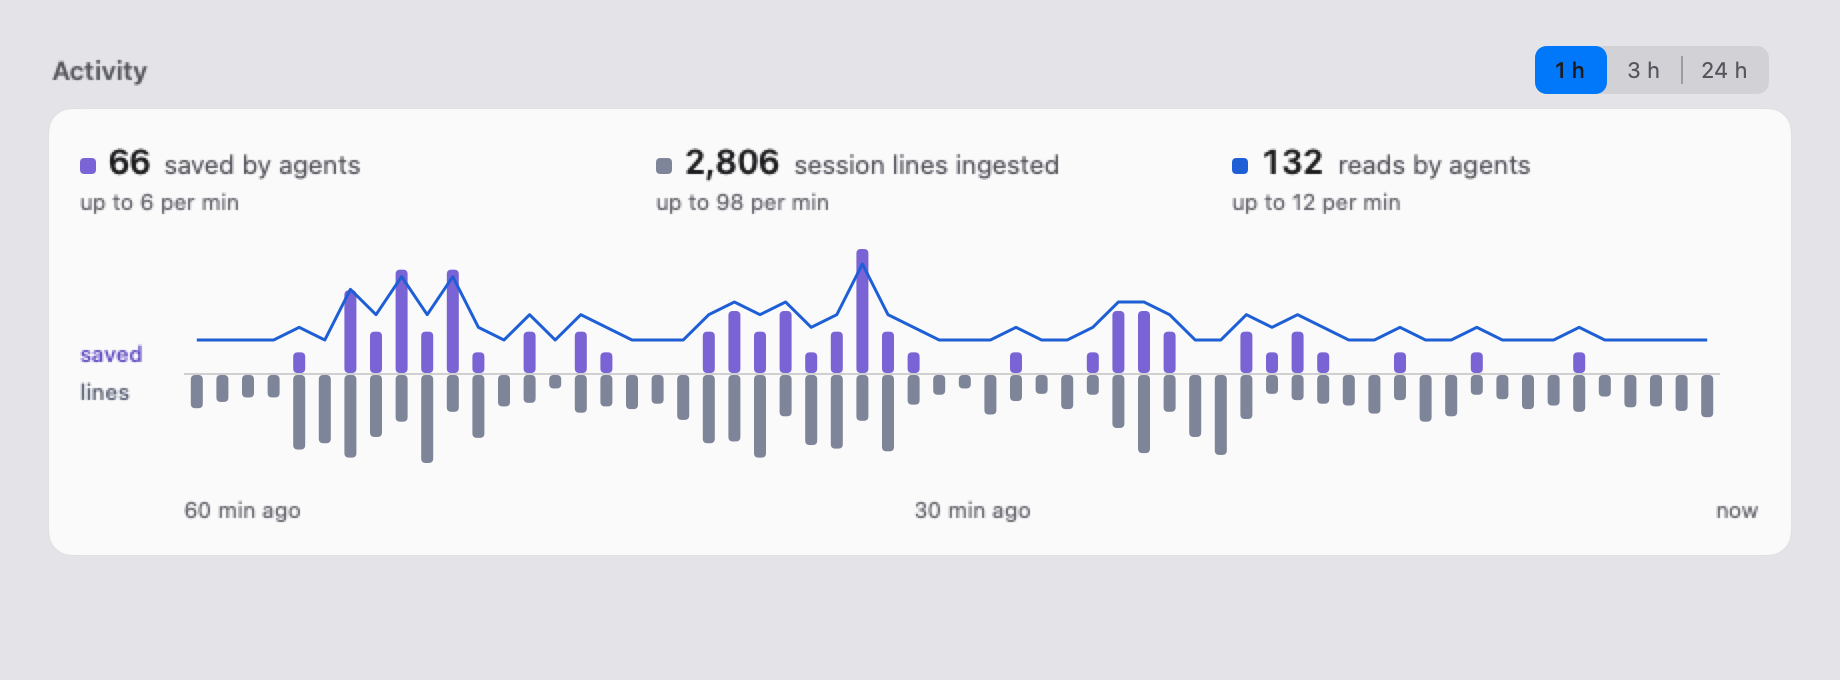 Activity
1 h 3 h 24 h
66 saved by agents
up to 6 per min
2,806 session lines ingested
up to 98 per min
132 reads by agents
up to 12 per min
saved
lines
60 min ago
30 min ago
now